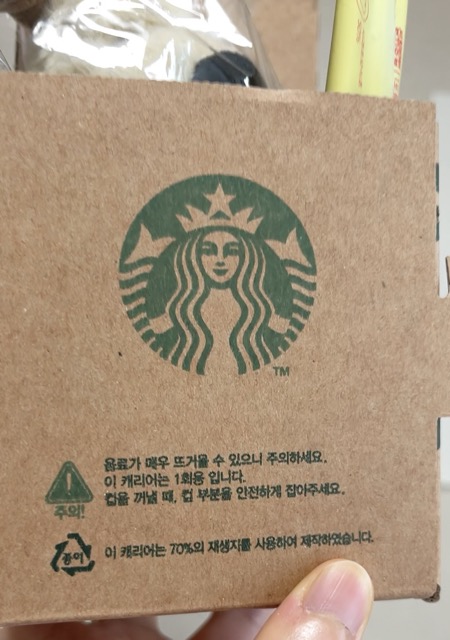 TM
음료가 매우 뜨거울 수 있으니 주의하세요.
이 캐리어는 1회용 입니다.
컵을 꺼낼 때, 컵 부분을 안전하게 잡아주세요.
주의!
종이
이 캐리어는 70%의 재생지를 사용하여 제작하였습니다.